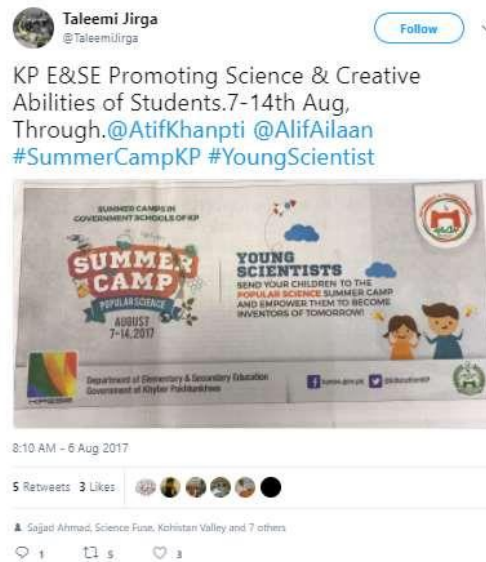 Taleemi Jirga
@TaleemiJirga
Follow
KP E&SE Promoting Science & Creative
Abilities of Students.7-14th Aug,
Through.@AtifKhanpti @AlifAilaan
#SummerCampKP #YoungScientist
SUMMER CAMPS IN
GOVERNMENT SCHOOLS OF KP
SUMMER
CAMP
POPULAR SCIENCE
AUGUST
7-14, 2017
YOUNG
SCIENTISTS
SEND YOUR CHILDREN TO THE
POPULAR SCIENCE SUMMER CAMP
AND EMPOWER THEM TO BECOME
INVENTORS OF TOMORROW!
Department of Elementary & Secondary Education
Government of Khyber Pakhtunkhwa
8:10 AM - 6 Aug 2017
5 Retweets 3 Likes
Sajjad Ahmad, Science Fuse, Kohistan Valley and 7 others
1 5 3